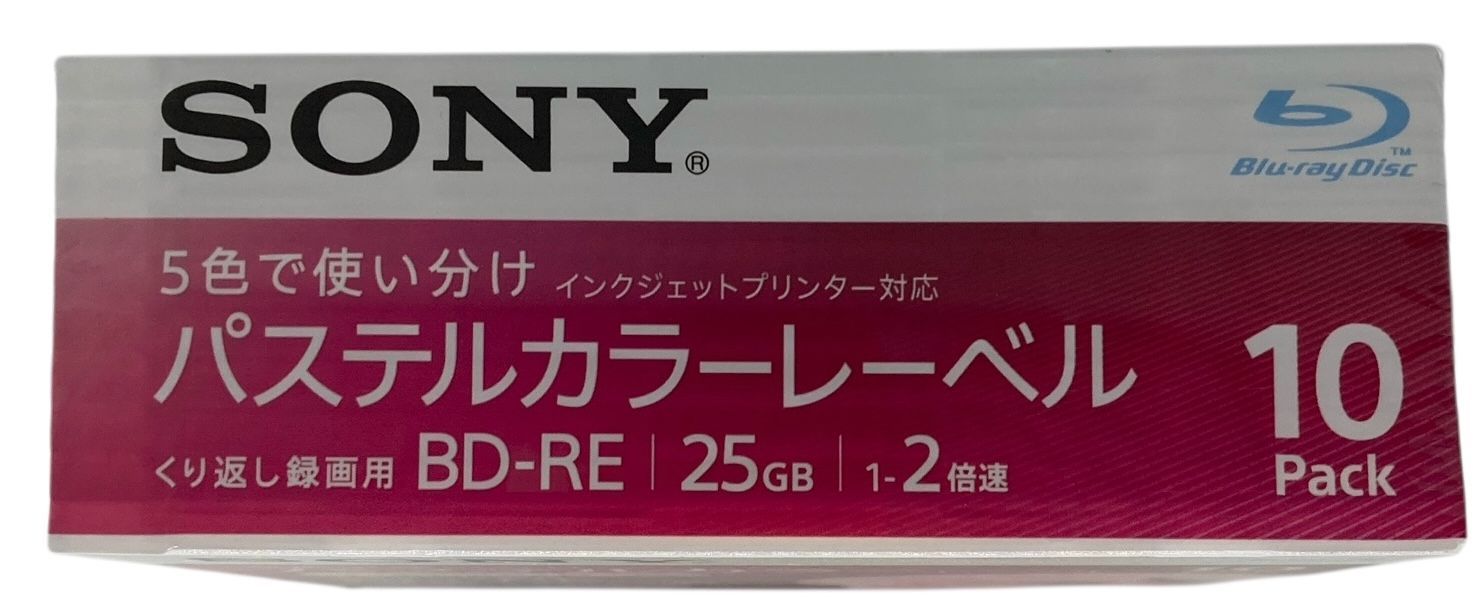 SONY®
Blu-ray Disc™
5色で使い分け インクジェットプリンター対応
パステルカラーレーベル
くり返し録画用 BD-RE | 25GB | 1-2倍速
10
Pack